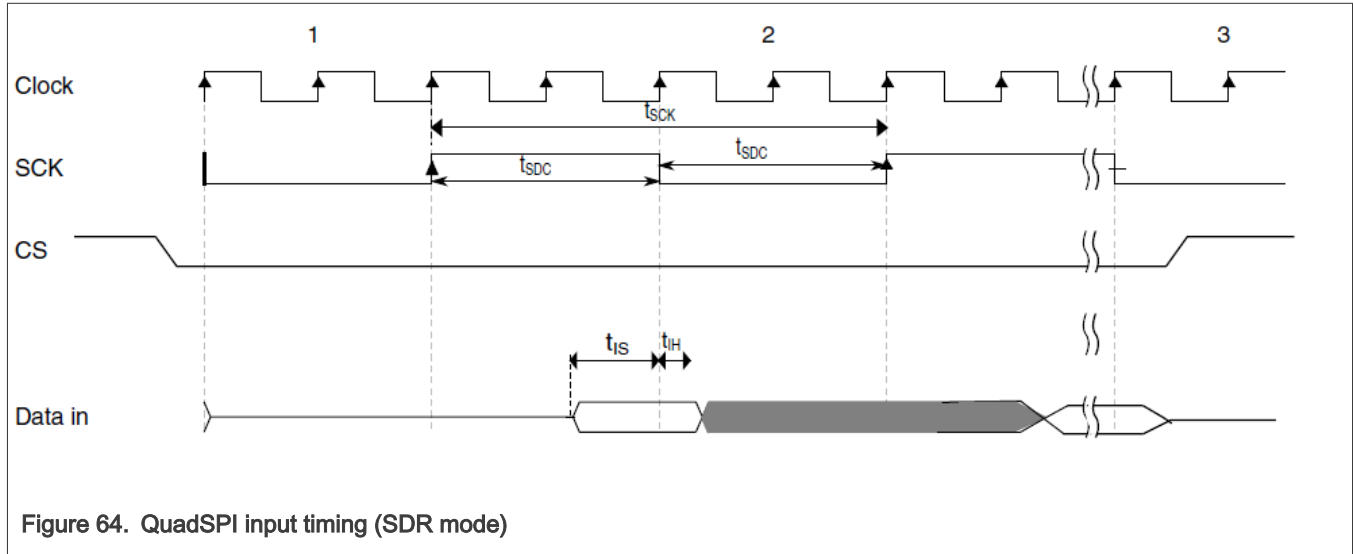 1 2 3
Clock
tSCK
SCK
tSDC tSDC
CS
tIS tIH
Data in
Figure 64. QuadSPI input timing (SDR mode)